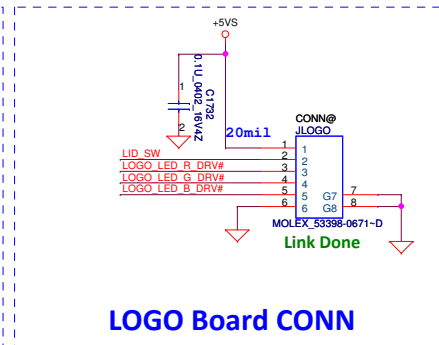 +5VS
1
2
C1732
0.1U_0402_16V4Z
20mil
CONN@
JLOGO
1 1
LID_SW 2 2
LOGO_LED_R_DRV# 3 3
LOGO_LED_G_DRV# 4 4
LOGO_LED_B_DRV# 5 5 G7 7
6 6 G8 8
MOLEX_53398-0671~D
Link Done
LOGO Board CONN